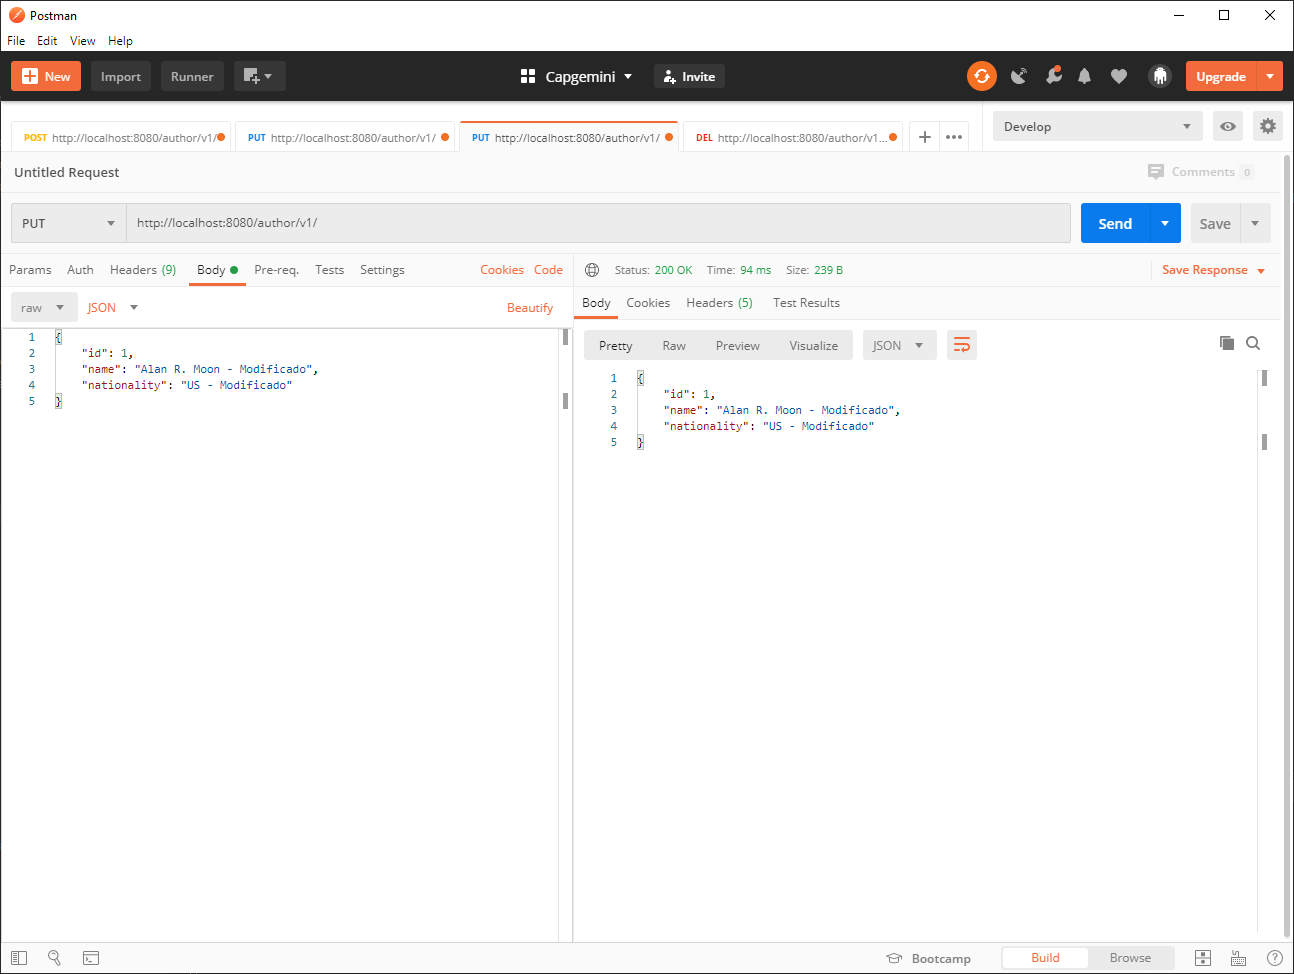 Postman
File Edit View Help
New Import Runner Capgemini Invite Upgrade
POST http://localhost:8080/author/v1/ PUT http://localhost:8080/author/v1/ PUT http://localhost:8080/author/v1/ DEL http://localhost:8080/author/v1... Develop
Untitled Request Comments 0
PUT http://localhost:8080/author/v1/ Send Save
Params Auth Headers (9) Body Pre-req. Tests Settings Cookies Code
raw JSON Beautify
1 {
2 "id": 1,
3 "name": "Alan R. Moon - Modificado",
4 "nationality": "US - Modificado"
5 }
Status: 200 OK Time: 94 ms Size: 239 B Save Response
Body Cookies Headers (5) Test Results
Pretty Raw Preview Visualize JSON
1 {
2 "id": 1,
3 "name": "Alan R. Moon - Modificado",
4 "nationality": "US - Modificado"
5 }
Bootcamp Build Browse